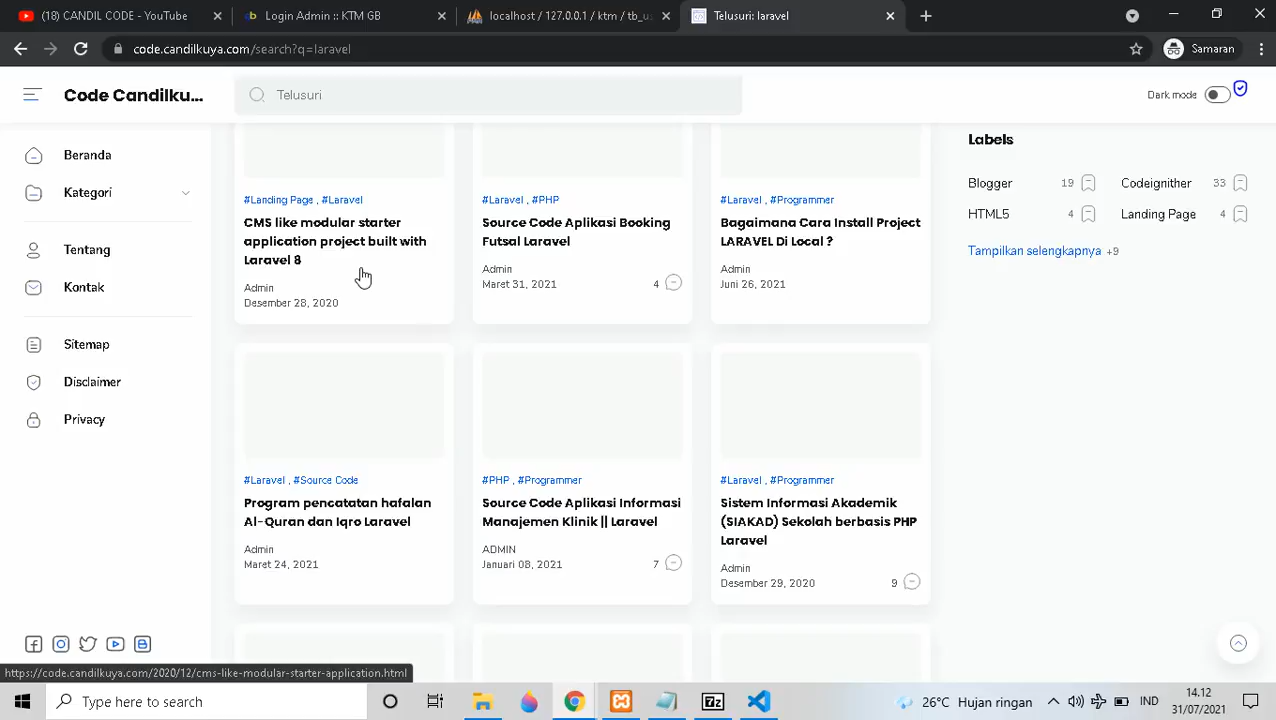 (18) CANDIL CODE - YouTube
Login Admin :: KTM GB
localhost / 127.0.0.1 / ktm / tb_u
Telusuri: laravel
code.candilkuya.com/search?q=laravel
Samaran
Code Candilku...
Telusuri
Dark mode
Beranda
Kategori
Tentang
Kontak
Sitemap
Disclaimer
Privacy
#Landing Page , #Laravel
CMS like modular starter
application project built with
Laravel 8
Admin
Desember 28, 2020
#Laravel , #PHP
Source Code Aplikasi Booking
Futsal Laravel
Admin
Maret 31, 2021
4
#Laravel , #Programmer
Bagaimana Cara Install Project
LARAVEL Di Local ?
Admin
Juni 26, 2021
#Laravel , #Source Code
Program pencatatan hafalan
Al-Quran dan Iqro Laravel
Admin
Maret 24, 2021
#PHP , #Programmer
Source Code Aplikasi Informasi
Manajemen Klinik || Laravel
ADMIN
Januari 08, 2021
7
#Laravel , #Programmer
Sistem Informasi Akademik
(SIAKAD) Sekolah berbasis PHP
Laravel
Admin
Desember 29, 2020
9
Labels
Blogger 19
Codeignither 33
HTML5 4
Landing Page 4
Tampilkan selengkapnya +9
https://code.candilkuya.com/2020/12/cms-like-modular-starter-application.html
Type here to search
7z
26°C Hujan ringan
IND
14.12
31/07/2021